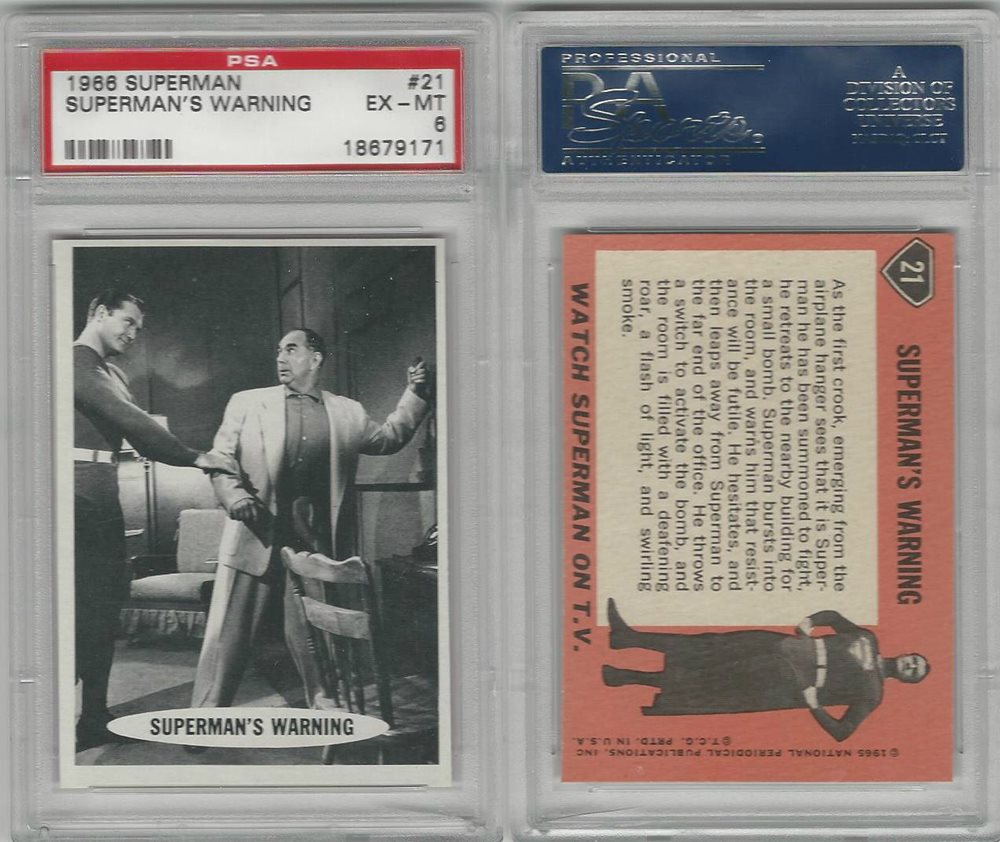 PSA
1966 SUPERMAN #21
SUPERMAN'S WARNING EX - MT
6
18679171
SUPERMAN'S WARNING
PROFESSIONAL
PSA
Sports.
AUTHENTICATOR
A
DIVISION OF
COLLECTORS
UNIVERSE
21
SUPERMAN'S WARNING
As the first crook, emerging from the
airplane hanger sees that it is Super-
man he has been summoned to fight,
he retreats to the nearby building for
a small bomb. Superman bursts into
the room, and warns him that resist-
ance will be futile. He hesitates, and
then leaps away from Superman to
the far end of the office. He throws
a switch to activate the bomb, and
the room is filled with a deafening
roar, a flash of light, and swirling
smoke.
WATCH SUPERMAN ON T.V.
© 1965 NATIONAL PERIODICAL PUBLICATIONS, INC
© T.C.G. PRTD. IN U.S.A.